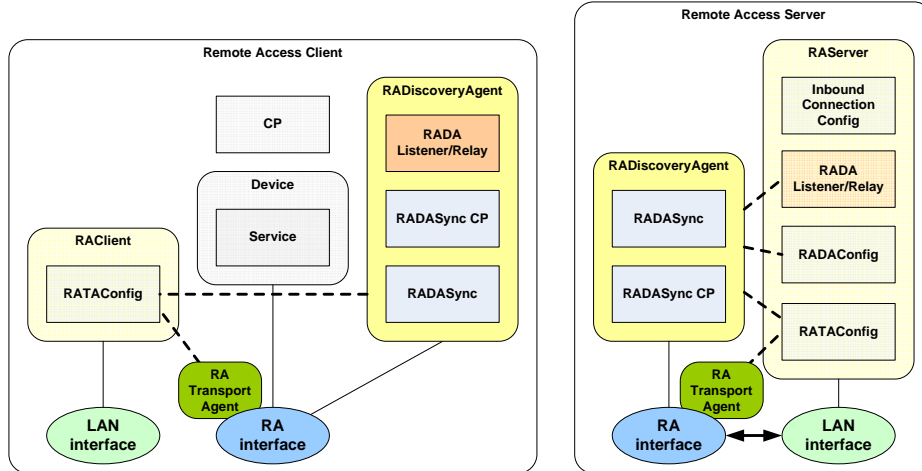 Remote Access Client
RADiscoveryAgent
CP
RADA
Listener/Relay
Device
Service
RADASync CP
RAClient
RATAConfig
RADASync
RA
Transport
Agent
LAN
interface
RA
interface
Remote Access Server
RAServer
Inbound
Connection
Config
RADiscoveryAgent
RADA
Listener/Relay
RADASync
RADAConfig
RADASync CP
RATAConfig
RA
Transport
Agent
RA
interface
LAN
interface